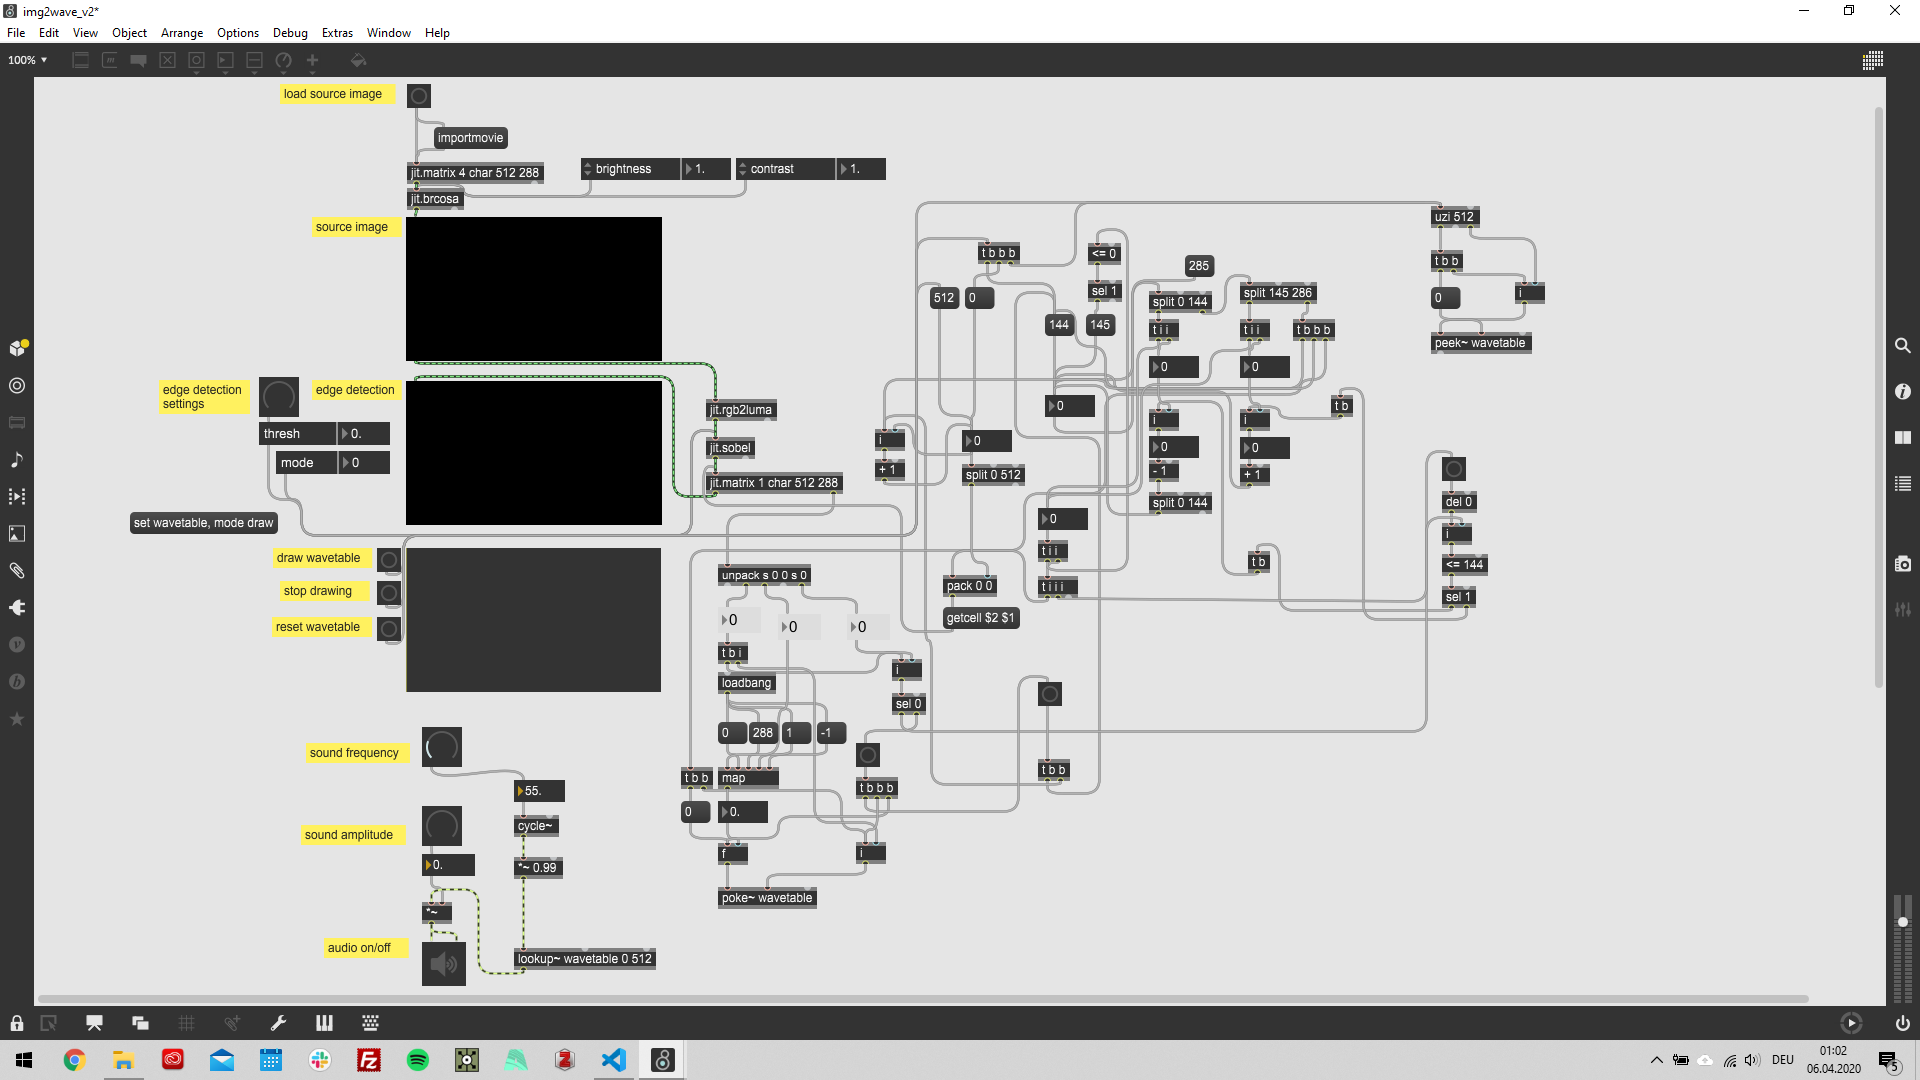 img2wave_v2*
File Edit View Object Arrange Options Debug Extras Window Help
100%
load source image
importmovie
jit.matrix 4 char 512 288
brightness 1. contrast 1.
jit.brcosa
source image
uzi 512
t b b b
<= 0
285
t b b
sel 1
split 0 144
split 145 286
512
0
0
i
144
145
t i i
t i i
t b b b
peek~ wavetable
0
0
edge detection settings
edge detection
0
t b
jit.rgb2luma
i
i
thresh 0.
i
0
0
0
jit.sobel
mode 0
+ 1
split 0 512
- 1
+ 1
jit.matrix 1 char 512 288
split 0 144
del 0
set wavetable, mode draw
0
i
draw wavetable
t i i
t b
<= 144
unpack s 0 0 s 0
pack 0 0
t i i i
stop drawing
sel 1
getcell $2 $1
reset wavetable
0
0
0
t b i
i
loadbang
sel 0
0
288
1
-1
sound frequency
t b b
map
t b b
t b b b
55.
0
0.
cycle~
sound amplitude
f
i
0.
*~ 0.99
poke~ wavetable
*~
audio on/off
lookup~ wavetable 0 512
DEU
01:02
06.04.2020
5